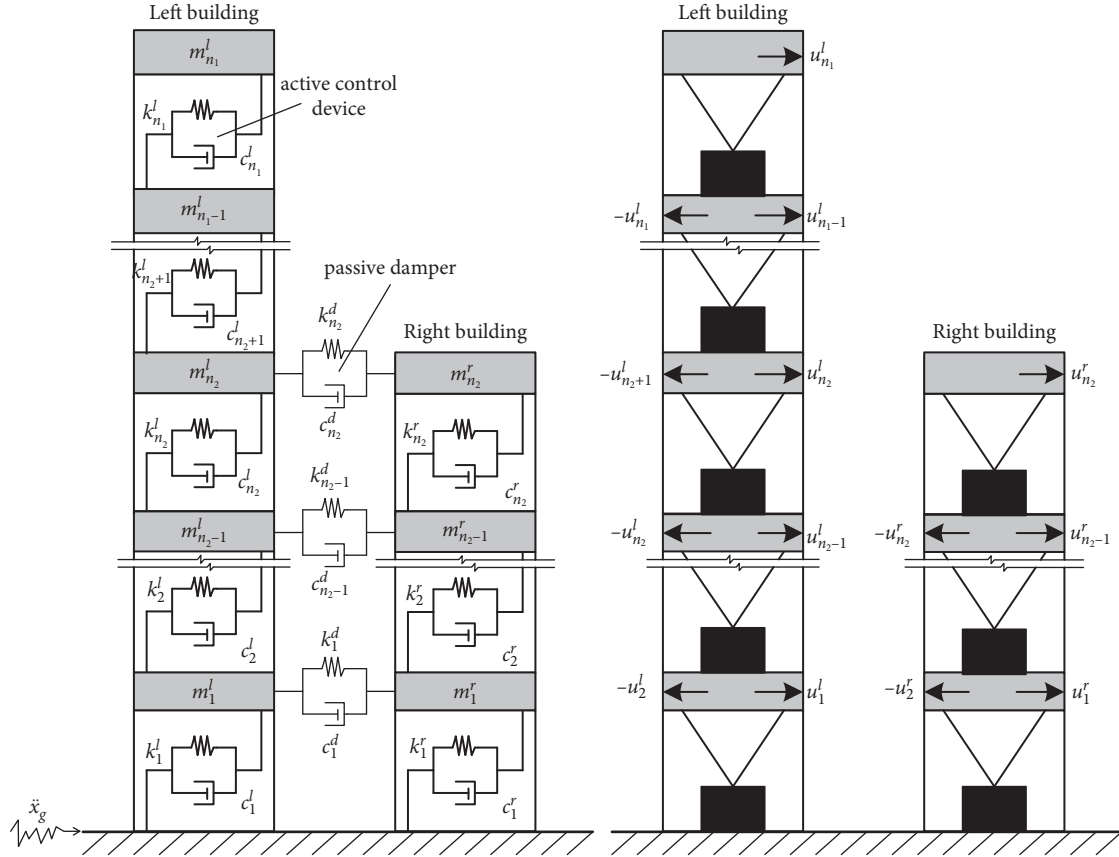 Left building
m^l_{n_1}
active control
device
k^l_{n_1}
c^l_{n_1}
m^l_{n_1−1}
k^l_{n_2+1}
c^l_{n_2+1}
passive damper
k^d_{n_2}
c^d_{n_2}
Right building
m^l_{n_2}
m^r_{n_2}
k^l_{n_2}
c^l_{n_2}
k^r_{n_2}
c^r_{n_2}
k^d_{n_2−1}
c^d_{n_2−1}
m^l_{n_2−1}
m^r_{n_2−1}
k^l_2
c^l_2
k^r_2
c^r_2
k^d_1
c^d_1
m^l_1
m^r_1
k^l_1
c^l_1
k^r_1
c^r_1
ẍ_g
Left building
u^l_{n_1}
−u^l_{n_1}
u^l_{n_1−1}
−u^l_{n_2+1}
u^l_{n_2}
−u^l_{n_2}
u^l_{n_2−1}
−u^l_2
u^l_1
Right building
u^r_{n_2}
−u^r_{n_2}
u^r_{n_2−1}
−u^r_2
u^r_1